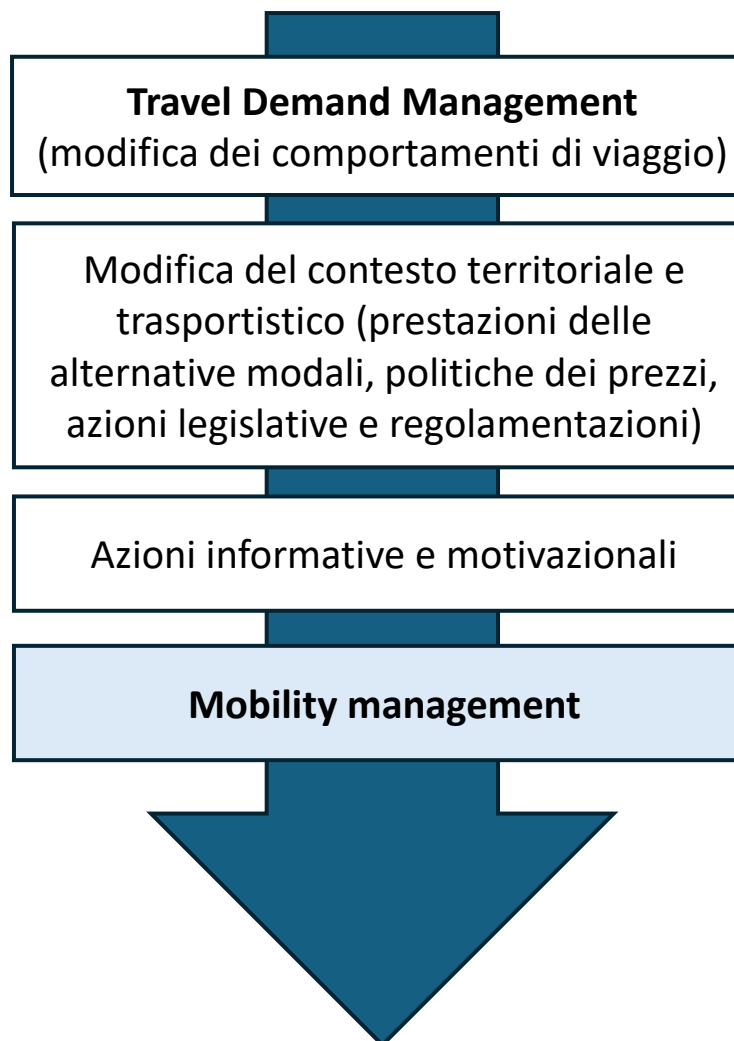 Travel Demand Management
(modifica dei comportamenti di viaggio)
Modifica del contesto territoriale e
trasportistico (prestazioni delle
alternative modali, politiche dei prezzi,
azioni legislative e regolamentazioni)
Azioni informative e motivazionali
Mobility management